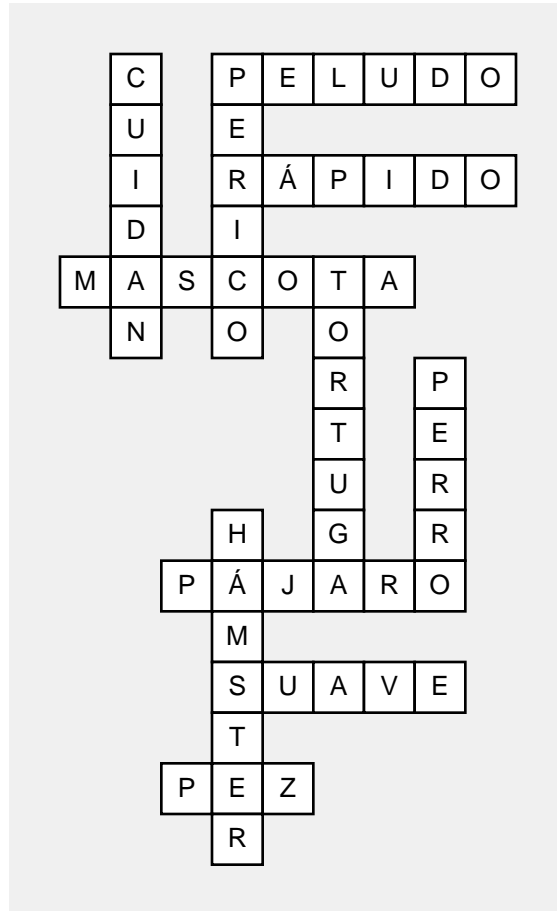 C P E L U D O
U E
I R Á P I D O
D I
M A S C O T A
N O O
R P
T E
U R
H G R
P Á J A R O
M
S U A V E
T
P E Z
R